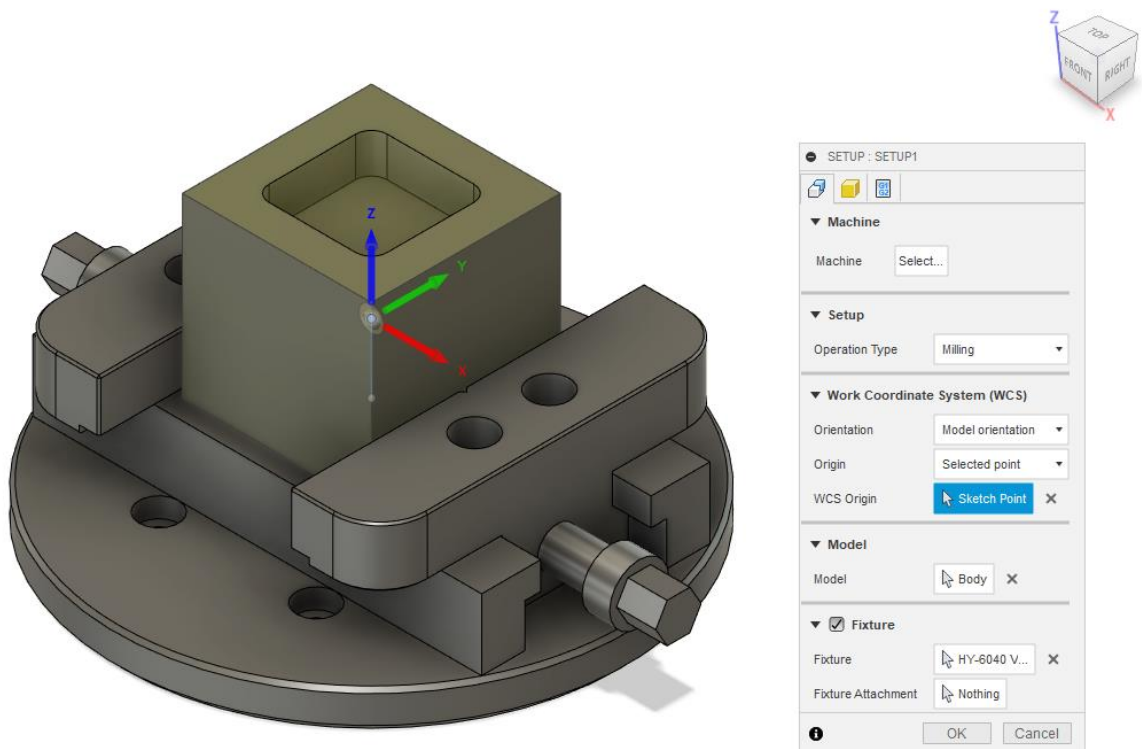 Z
TOP
FRONT
RIGHT
X
Z
Y
X
SETUP : SETUP1
G1
G2
Machine
Machine Select...
Setup
Operation Type Milling
Work Coordinate System (WCS)
Orientation Model orientation
Origin Selected point
WCS Origin Sketch Point
Model
Model Body
Fixture
Fixture HY-6040 V...
Fixture Attachment Nothing
OK Cancel